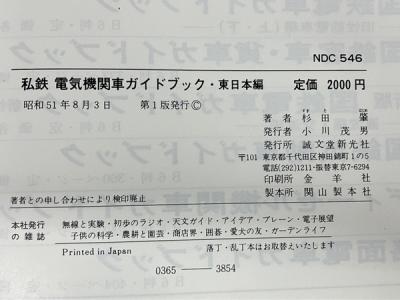 NDC 546
私鉄 電気機関車ガイドブック・東日本編 定価 2000円
昭和51年8月3日 第1版発行©
著者 杉田 肇
発行者 小川茂男
発行所 誠文堂新光社
〒101 東京都千代田区神田錦町1の5
電話(292)1211-振替東京7-6294
印刷所 金羊社
製本所 関山製本社
著者との申し合わせにより検印廃止
本社発行の雑誌 無線と実験・初歩のラジオ・天文ガイド・アイデア・ブレーン・電子展望
子供の科学・農耕と園芸・商店界・囲碁・愛犬の友・ガーデンライフ
Printed in Japan 落丁・乱丁本はお取替えいたします
0365 — 3854